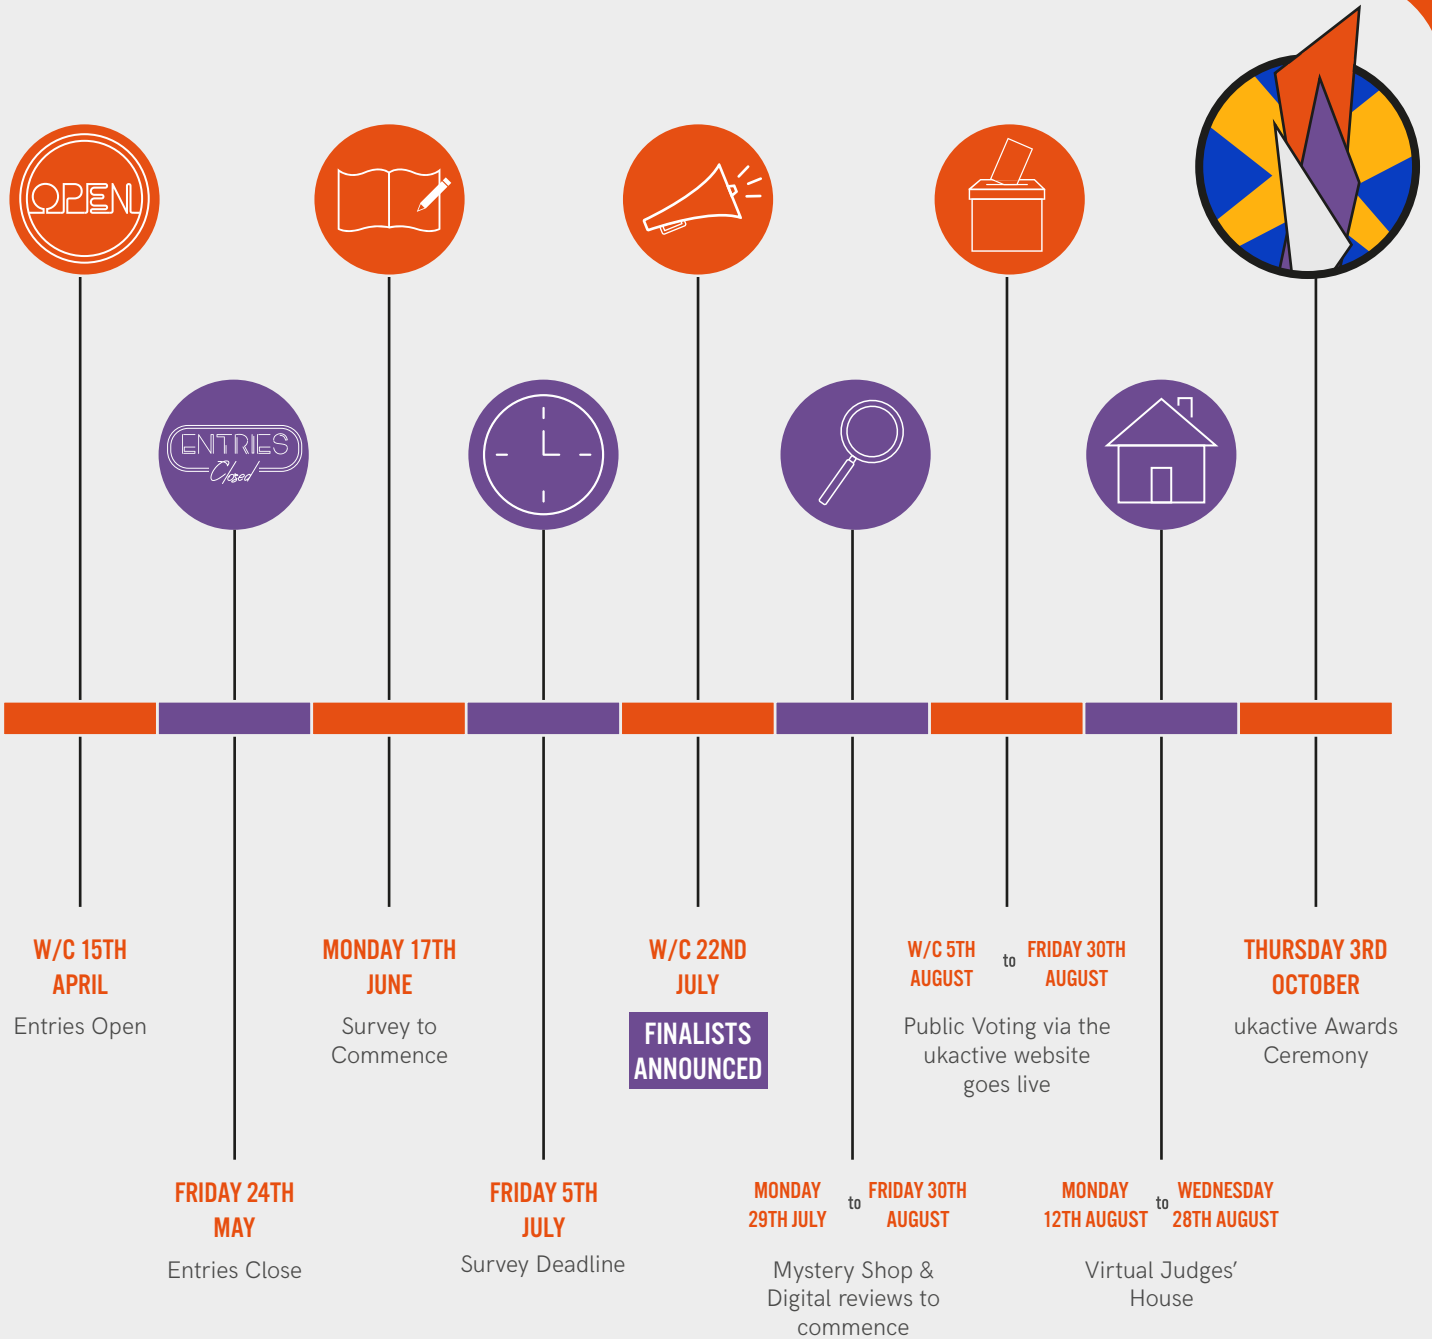 OPEN
ENTRIES
Closed
W/C 15TH
APRIL
Entries Open
MONDAY 17TH
JUNE
Survey to
Commence
W/C 22ND
JULY
FINALISTS
ANNOUNCED
W/C 5TH
AUGUST
to
FRIDAY 30TH
AUGUST
Public Voting via the
ukactive website
goes live
THURSDAY 3RD
OCTOBER
ukactive Awards
Ceremony
FRIDAY 24TH
MAY
Entries Close
FRIDAY 5TH
JULY
Survey Deadline
MONDAY
29TH JULY
to
FRIDAY 30TH
AUGUST
Mystery Shop &
Digital reviews to
commence
MONDAY
12TH AUGUST
to
WEDNESDAY
28TH AUGUST
Virtual Judges’
House